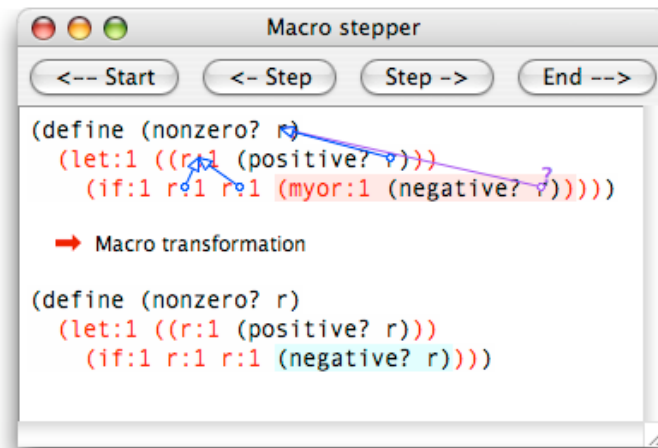 Macro stepper
<-- Start <- Step Step -> End -->
(define (nonzero? r)
(let:1 ((r:1 (positive? r)))
(if:1 r:1 r:1 (myor:1 (negative? r)))))
?
Macro transformation
(define (nonzero? r)
(let:1 ((r:1 (positive? r)))
(if:1 r:1 r:1 (negative? r))))